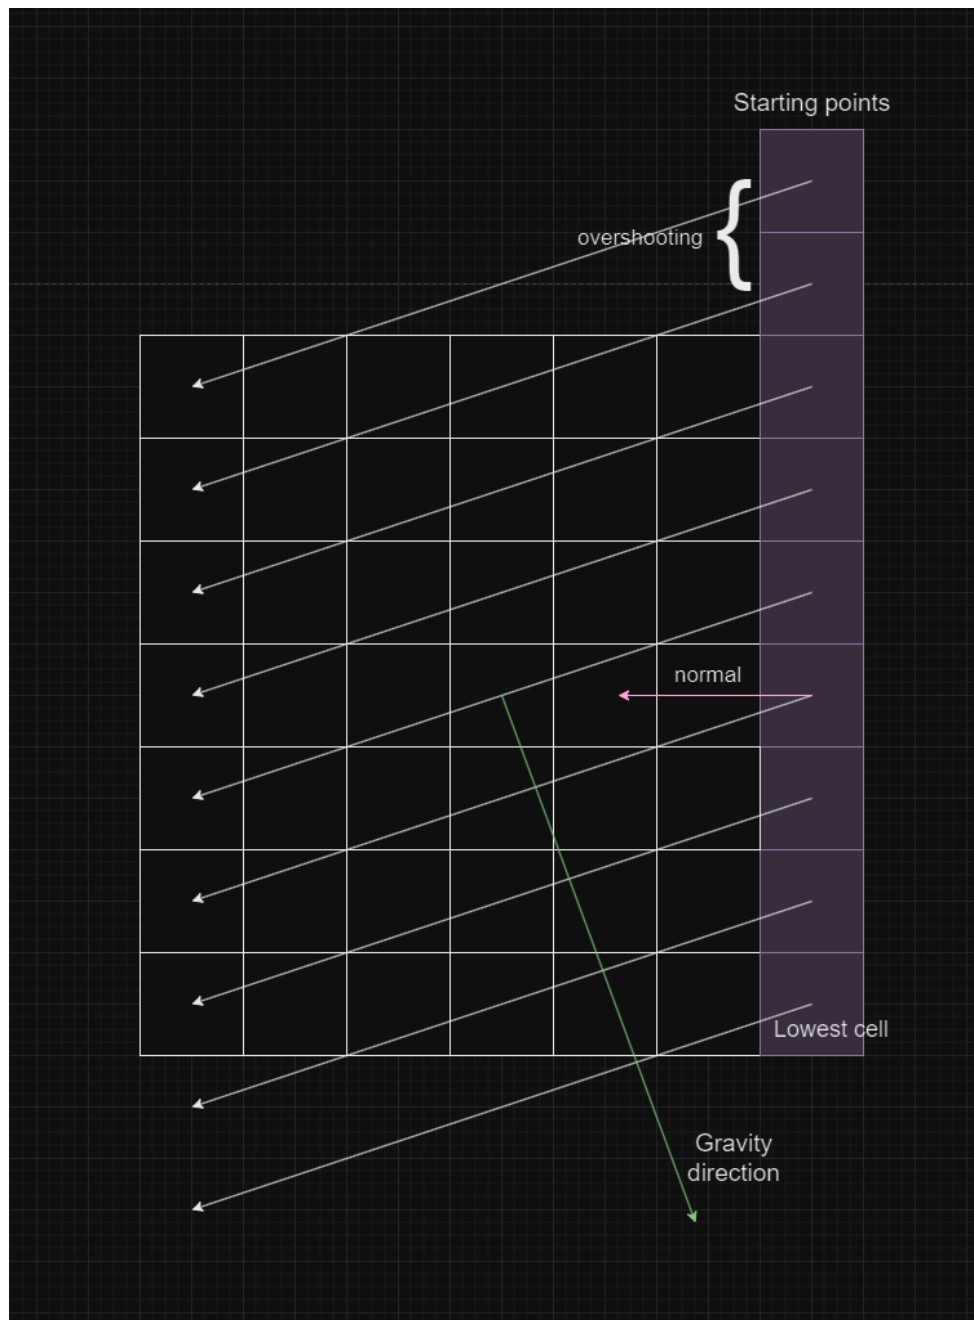 Starting points
overshooting
normal
Lowest cell
Gravity
direction